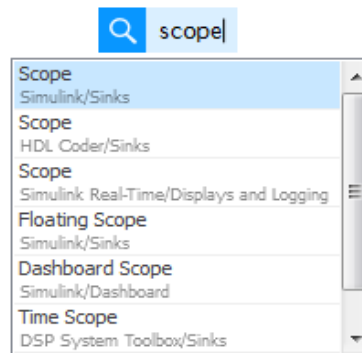 scope
Scope
Simulink/Sinks
Scope
HDL Coder/Sinks
Scope
Simulink Real-Time/Displays and Logging
Floating Scope
Simulink/Sinks
Dashboard Scope
Simulink/Dashboard
Time Scope
DSP System Toolbox/Sinks